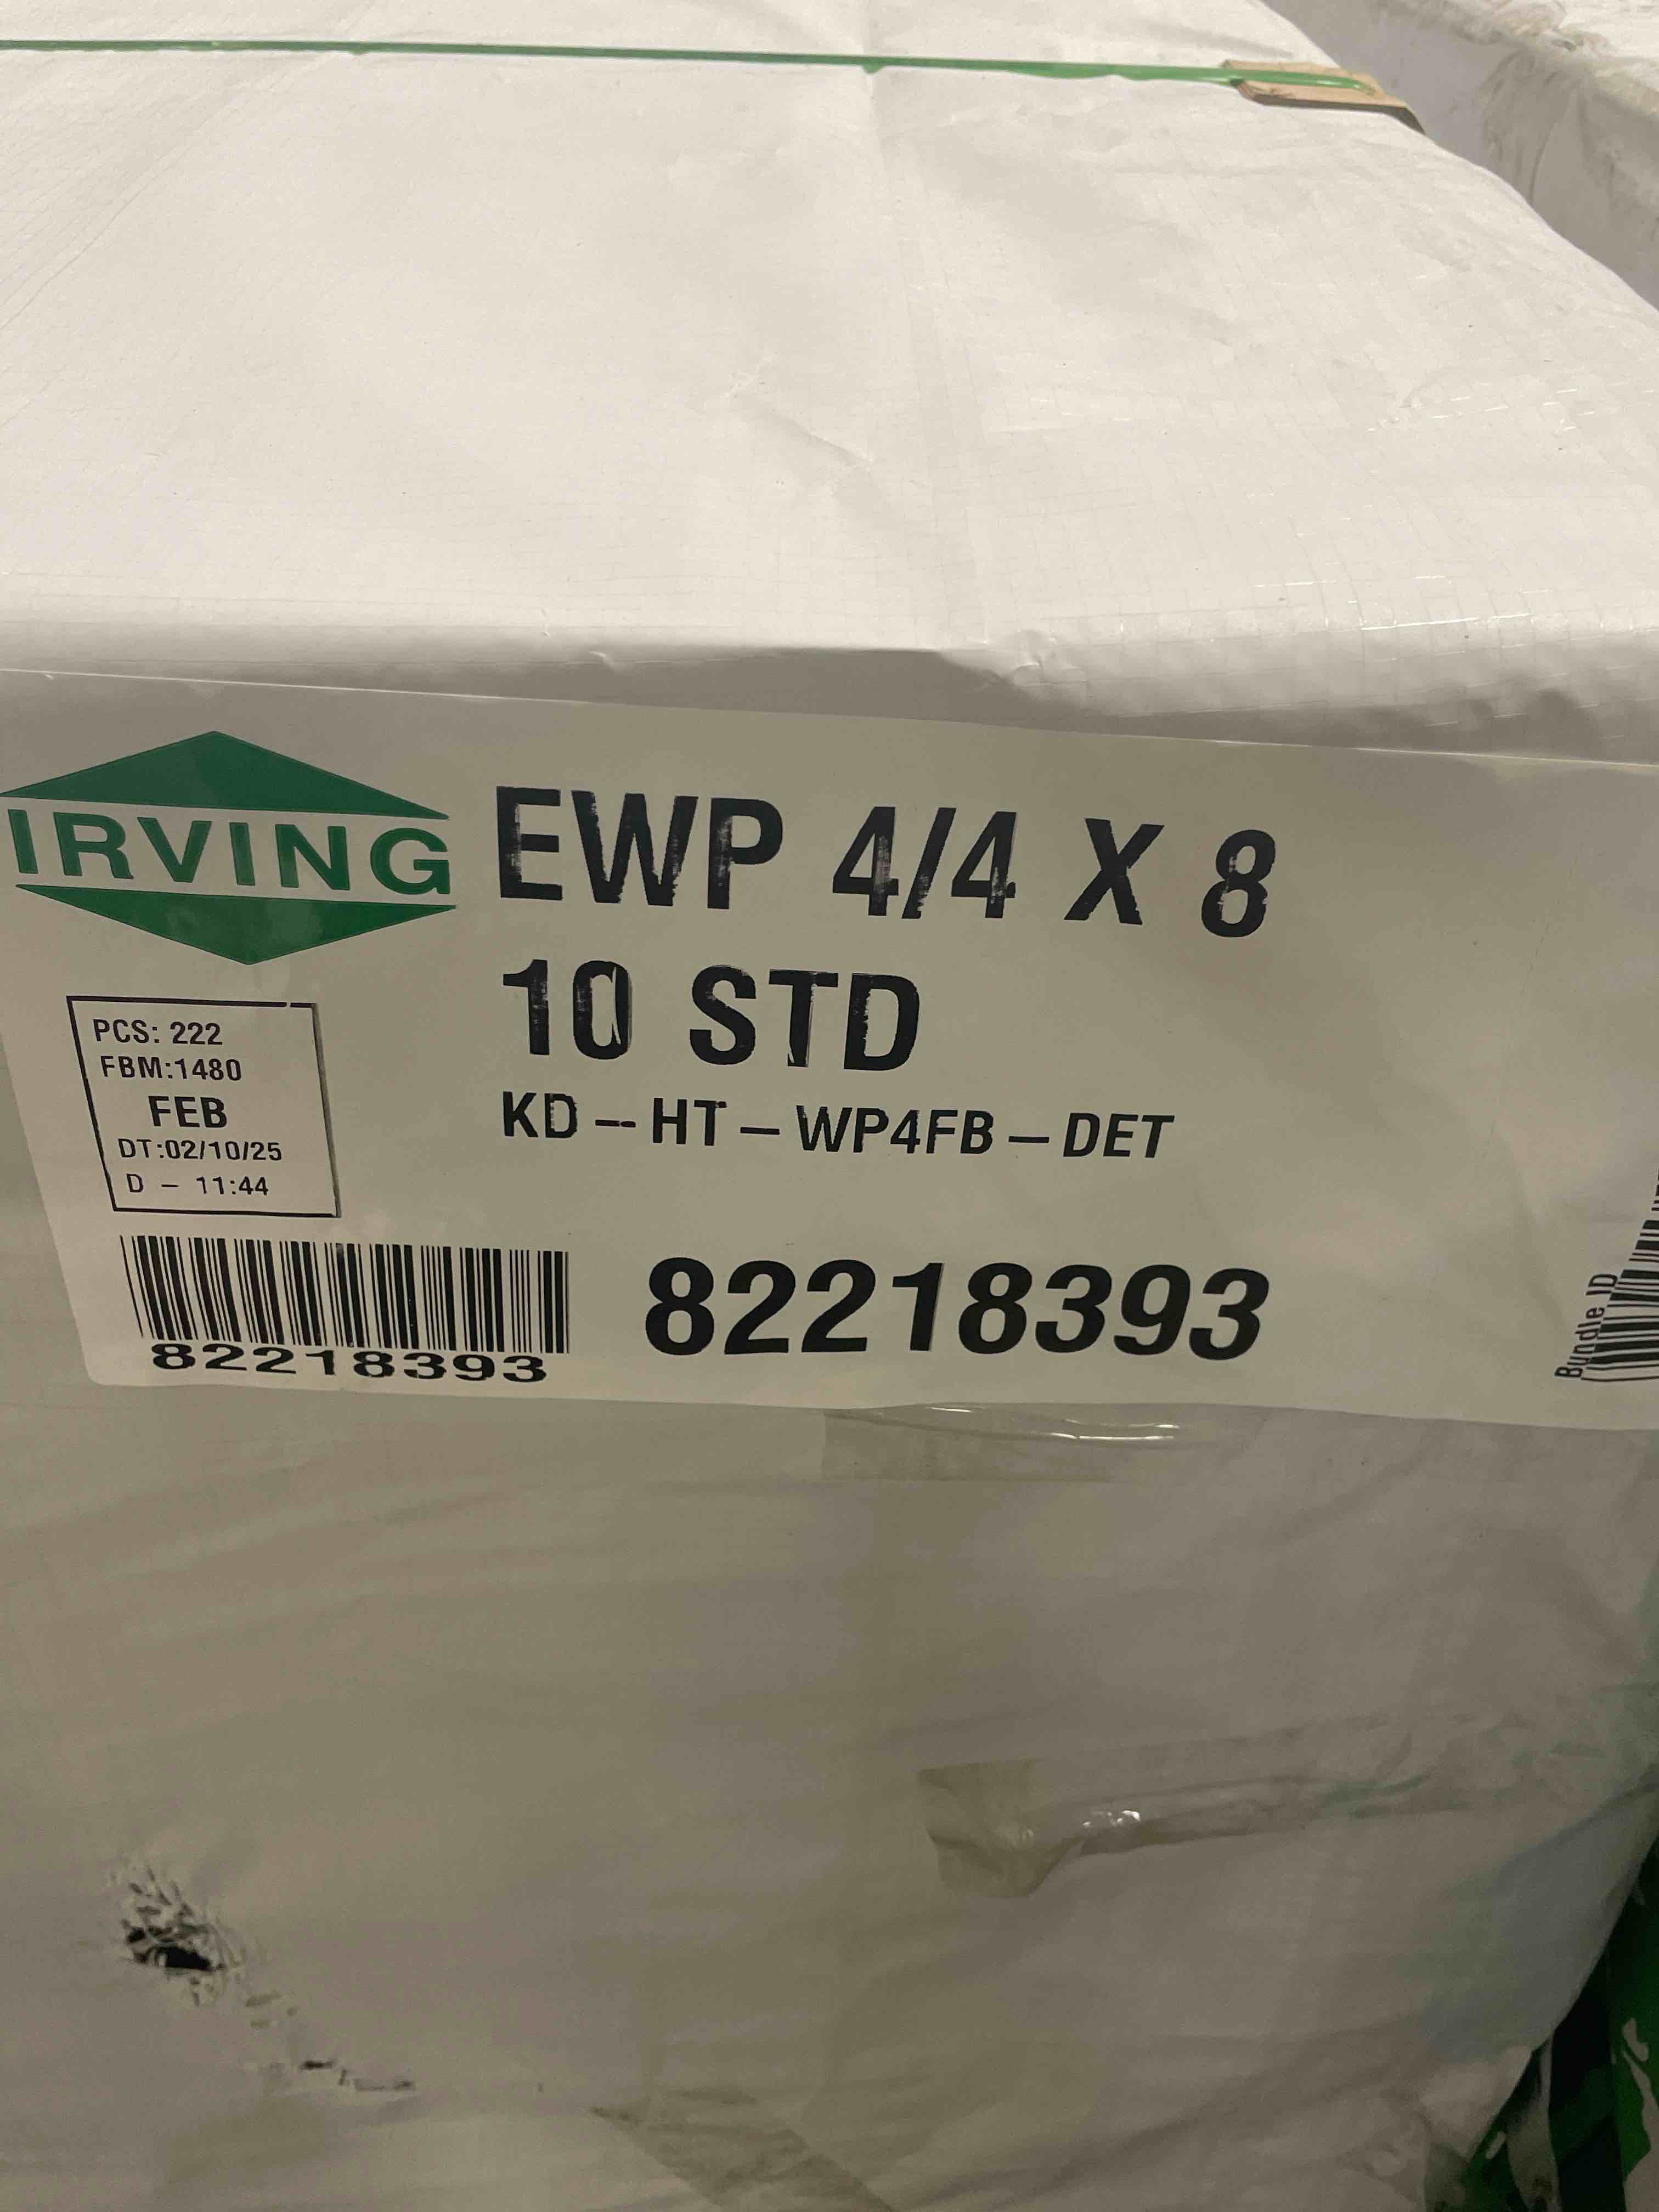 IRVING
EWP 4/4 X 8
10 STD
KD -- HT – WP4FB – DET
PCS: 222
FBM:1480
FEB
DT:02/10/25
D – 11:44
82218393
82218393
Bundle ID